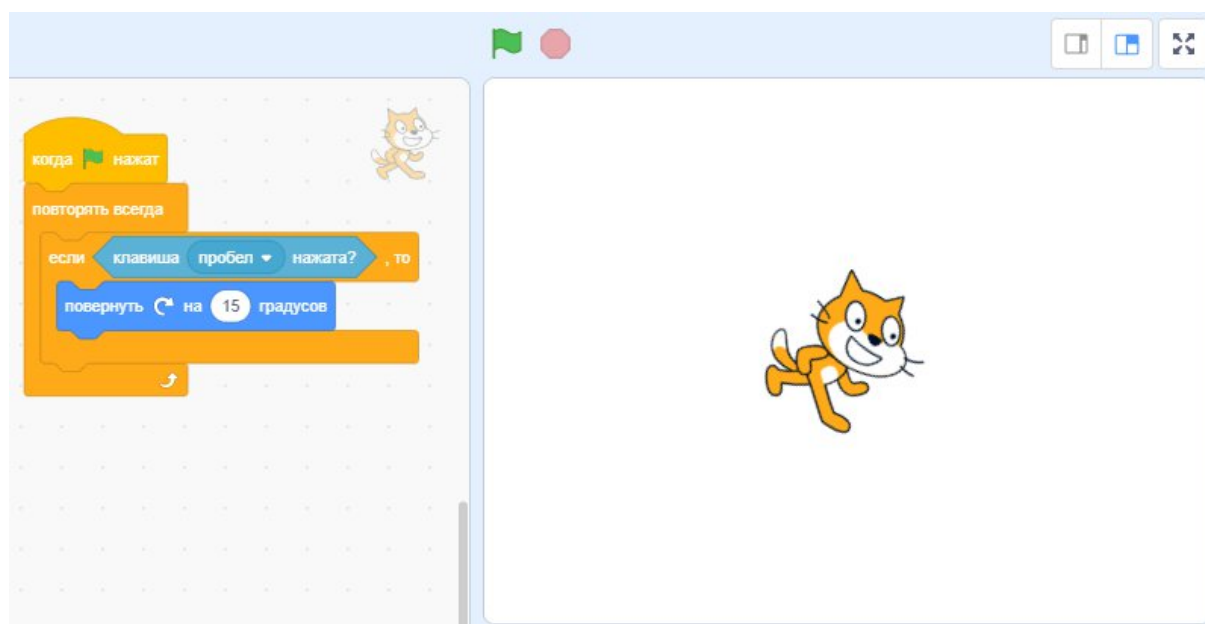 когда нажат
повторять всегда
если клавиша пробел нажата? , то
повернуть на 15 градусов